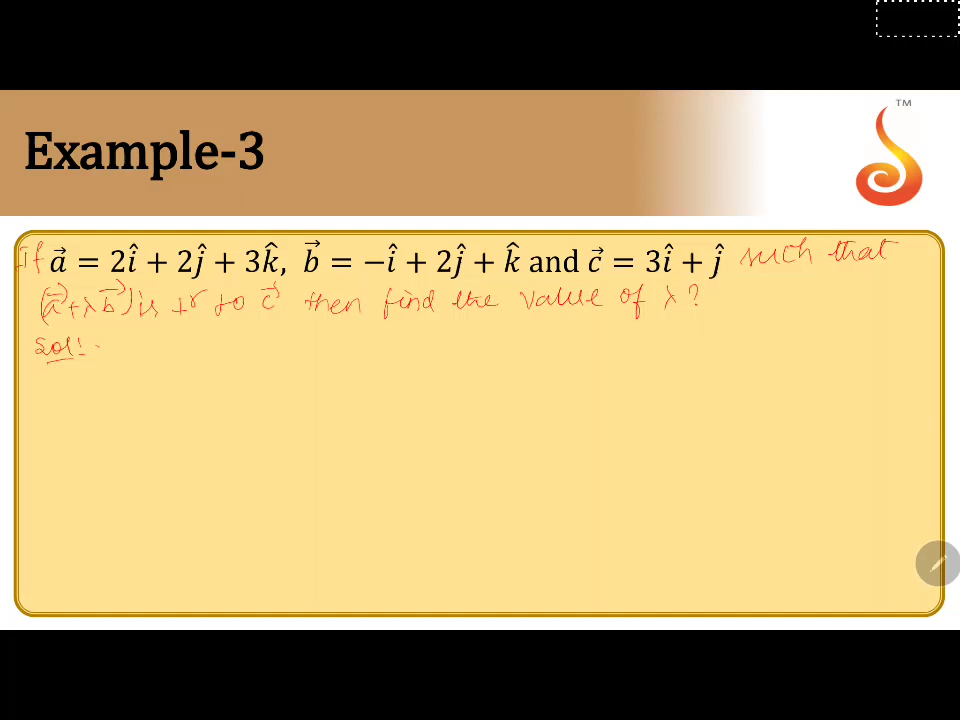 TM
Example-3
If a⃗ = 2î + 2ĵ + 3k̂, b⃗ = −î + 2ĵ + k̂ and c⃗ = 3î + ĵ such that
(a⃗+λb⃗) is ⊥r to c⃗ then find the value of λ?
Sol:-